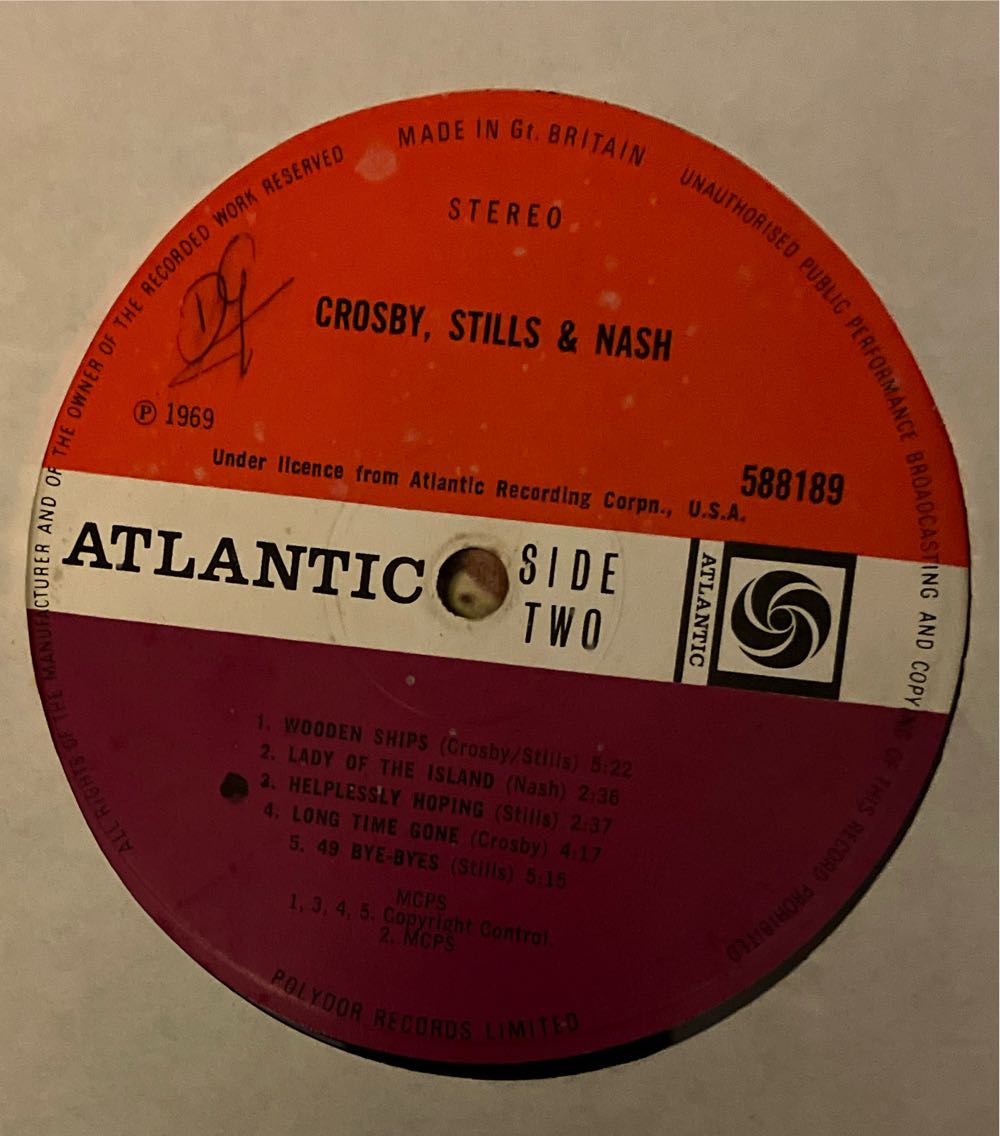 MADE IN Gt. BRITAIN
UNAUTHORISED PUBLIC PERFORMANCE BROADCASTING AND COPYING OF THIS RECORD PROHIBITED
ALL RIGHTS OF THE MANUFACTURER AND OF THE OWNER OF THE RECORDED WORK RESERVED
STEREO
CROSBY, STILLS & NASH
℗ 1969
588189
Under licence from Atlantic Recording Corpn., U.S.A.
ATLANTIC
SIDE
TWO
ATLANTIC
1. WOODEN SHIPS (Crosby/Stills) 5:22
2. LADY OF THE ISLAND (Nash) 2:36
3. HELPLESSLY HOPING (Stills) 2:37
4. LONG TIME GONE (Crosby) 4:17
5. 49 BYE-BYES (Stills) 5:15
MCPS
1, 3, 4, 5. Copyright Control.
2. MCPS
POLYDOR RECORDS LIMITED